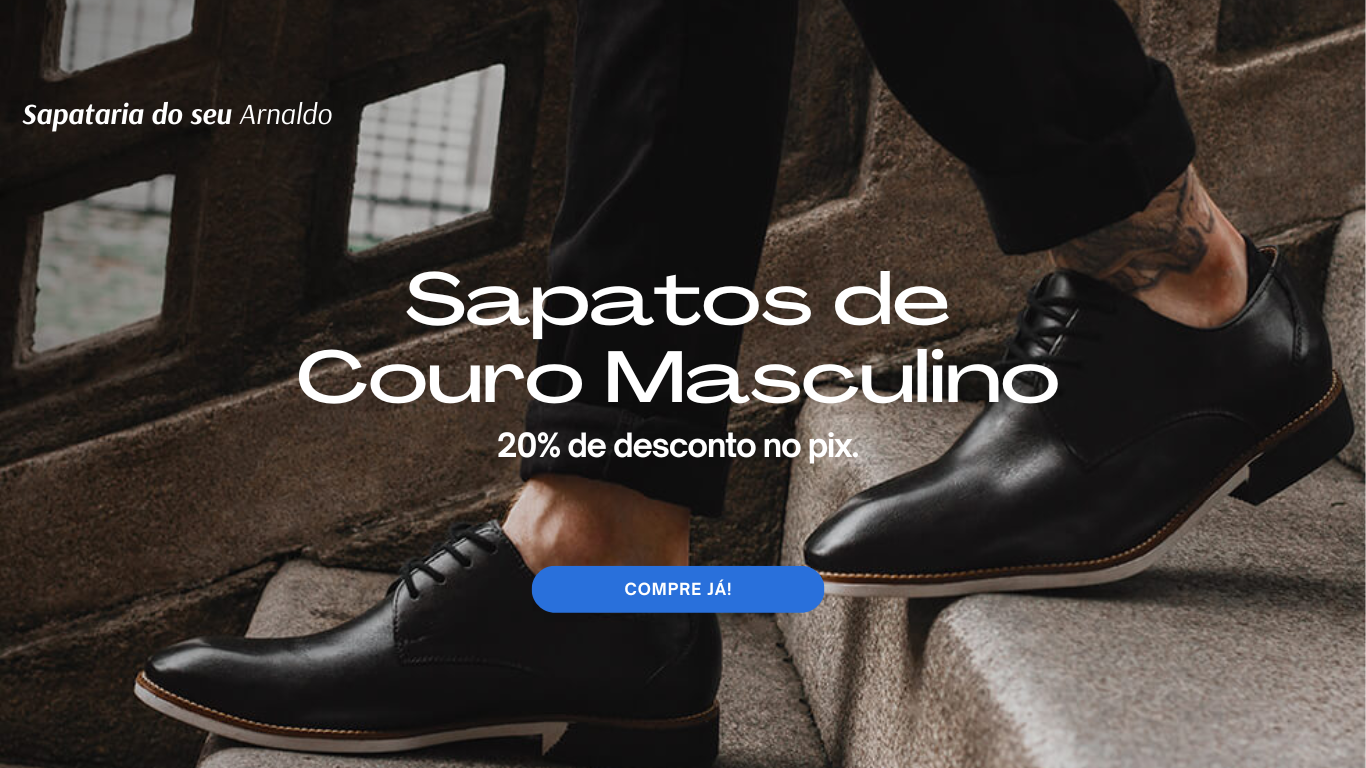 Sapataria do seu Arnaldo
Sapatos de
Couro Masculino
20% de desconto no pix.
COMPRE JÁ!